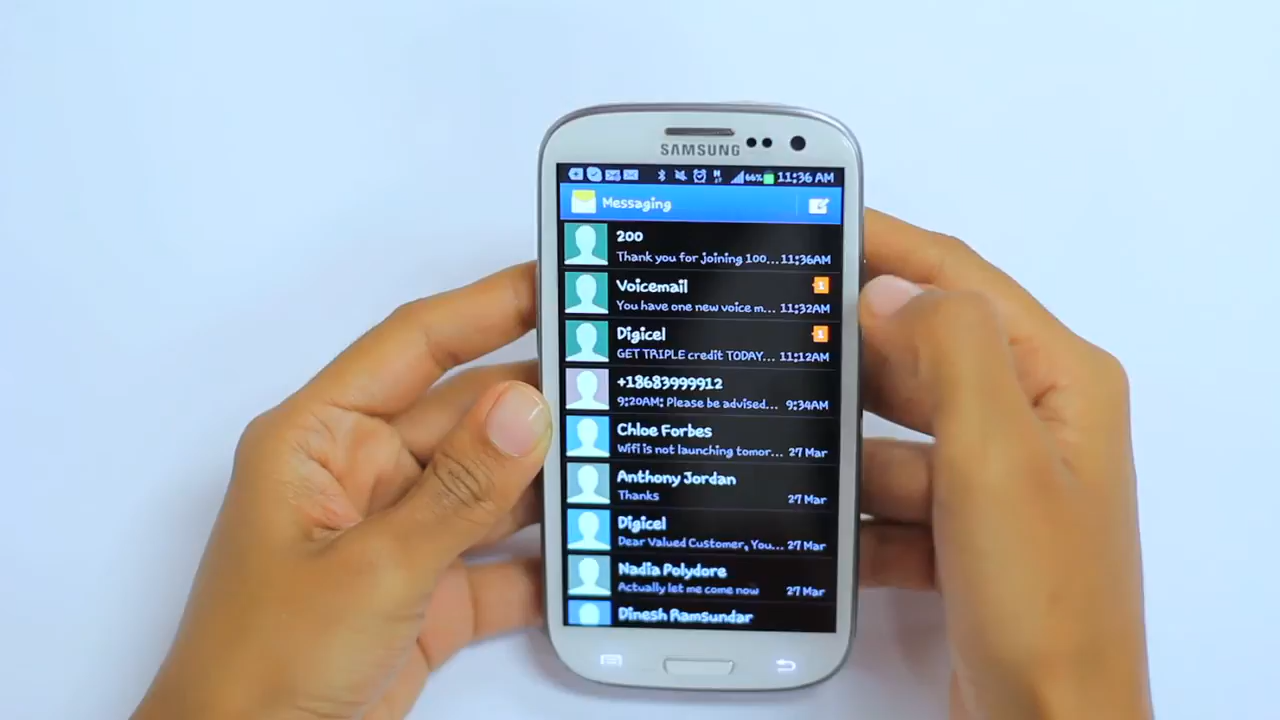 SAMSUNG
66% 11:36 AM
Messaging
200
Thank you for joining 100... 11:36AM
Voicemail 1
You have one new voice m... 11:32AM
Digicel 1
GET TRIPLE credit TODAY... 11:12AM
+18683999912
9:20AM: Please be advised... 9:34AM
Chloe Forbes
Wifi is not launching tomor... 27 Mar
Anthony Jordan
Thanks 27 Mar
Digicel
Dear Valued Customer, You... 27 Mar
Nadia Polydore
Actually let me come now 27 Mar
Dinesh Ramsundar